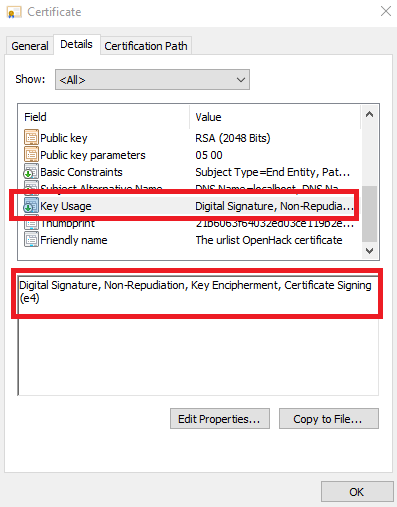 Certificate
General Details Certification Path
Show: <All>
Field Value
Public key RSA (2048 Bits)
Public key parameters 05 00
Basic Constraints Subject Type=End Entity, Pat...
Subject Alternative Name DNS Name=localhost, DNS Na...
Key Usage Digital Signature, Non-Repudia...
Thumbprint 21b6063f64032ed03ce119b2e...
Friendly name The urlist OpenHack certificate
Digital Signature, Non-Repudiation, Key Encipherment, Certificate Signing
(e4)
Edit Properties... Copy to File...
OK